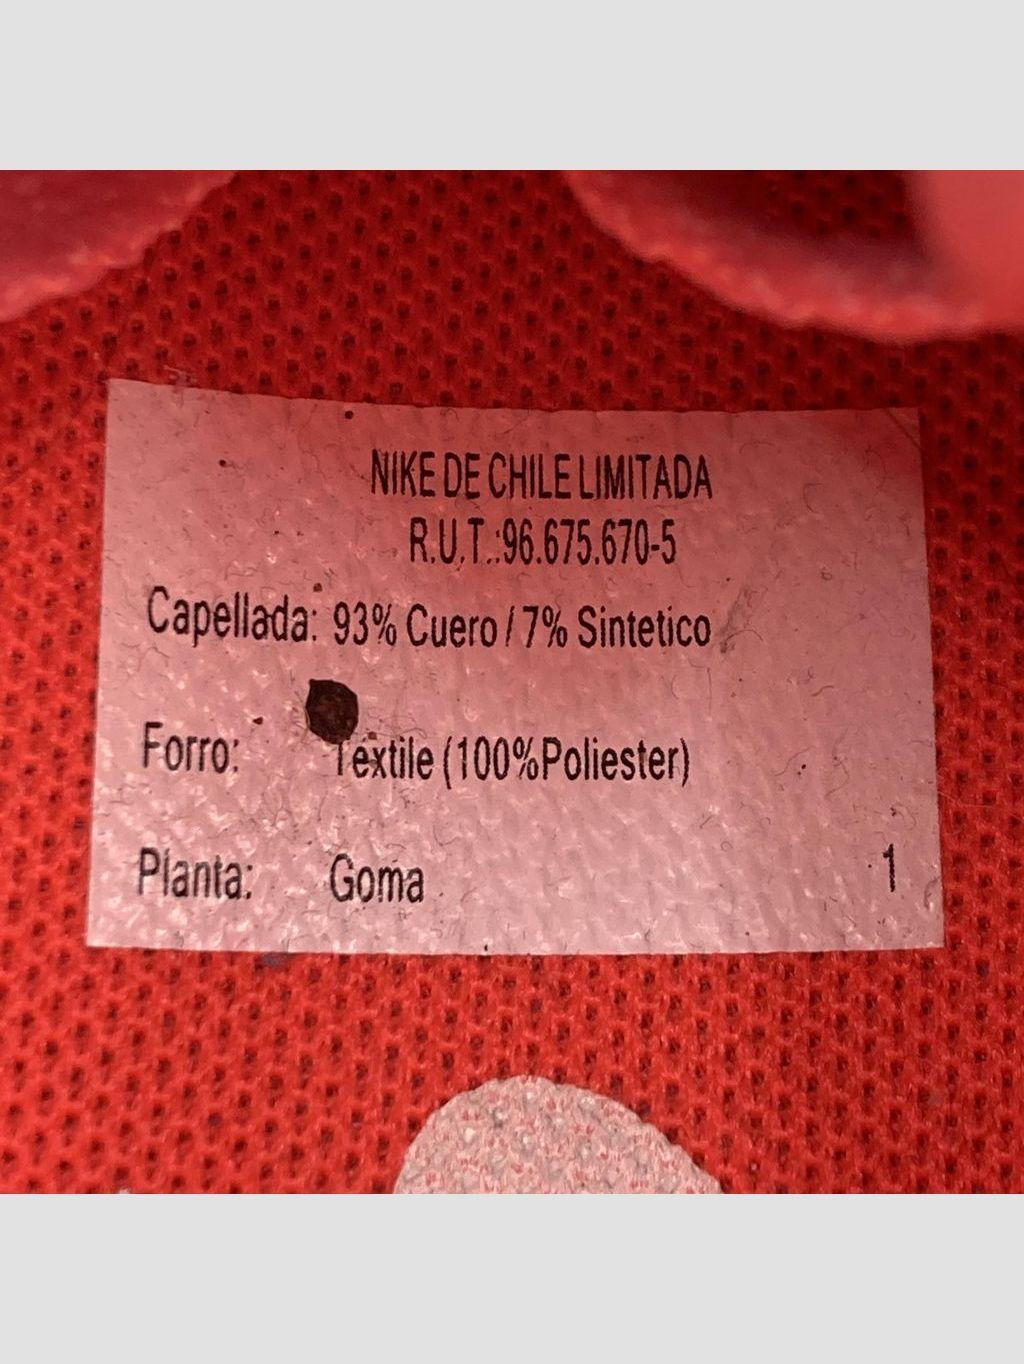 NIKE DE CHILE LIMITADA
R.U.T.:96.675.670-5
Capellada: 93% Cuero / 7% Sintetico
Forro: Textile (100%Poliester)
Planta: Goma 1